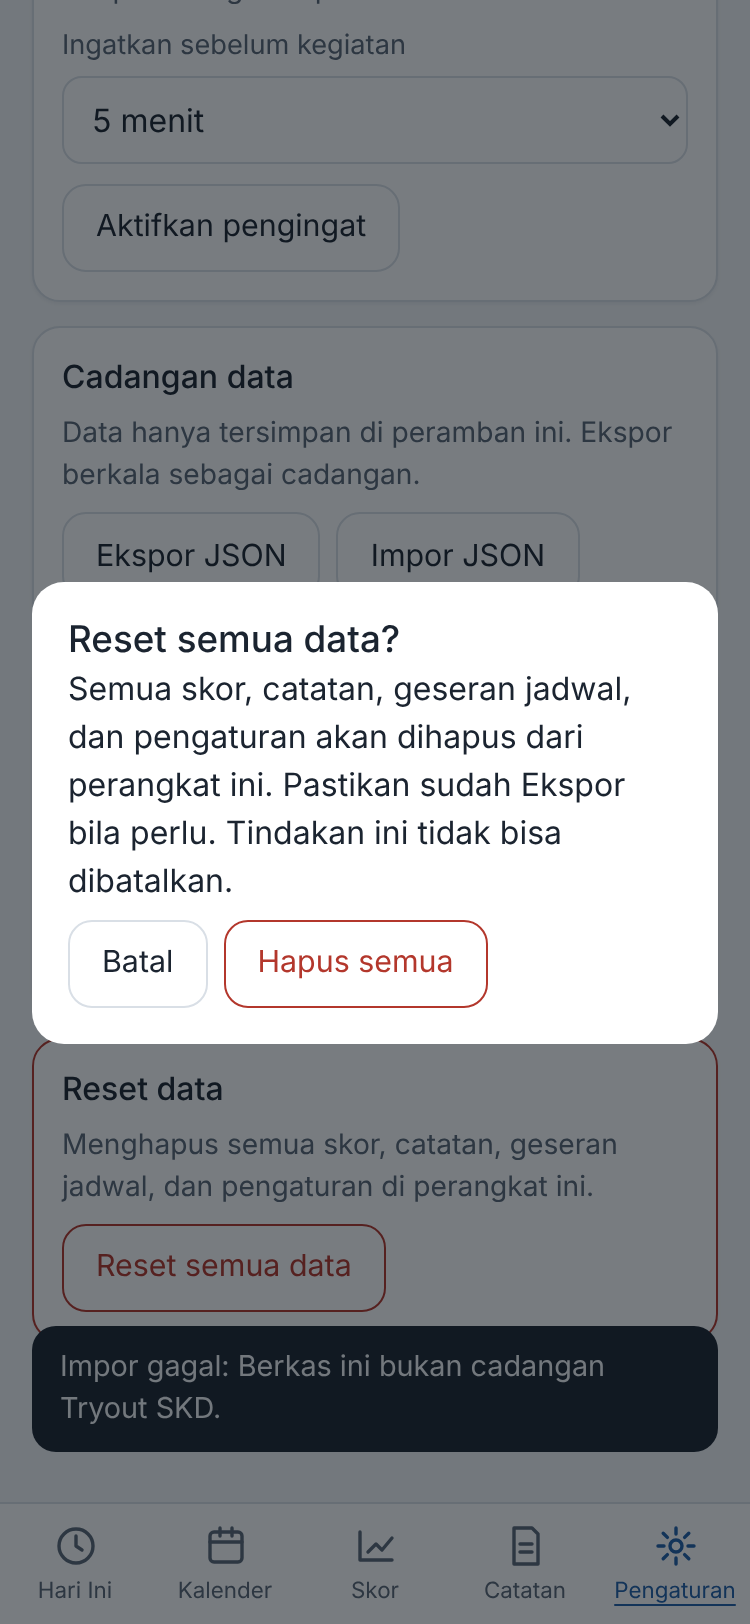 Ingatkan sebelum kegiatan
5 menit
Aktifkan pengingat
Cadangan data
Data hanya tersimpan di peramban ini. Ekspor
berkala sebagai cadangan.
Ekspor JSON
Impor JSON
Reset semua data?
Semua skor, catatan, geseran jadwal,
dan pengaturan akan dihapus dari
perangkat ini. Pastikan sudah Ekspor
bila perlu. Tindakan ini tidak bisa
dibatalkan.
Batal
Hapus semua
Reset data
Menghapus semua skor, catatan, geseran
jadwal, dan pengaturan di perangkat ini.
Reset semua data
Impor gagal: Berkas ini bukan cadangan
Tryout SKD.
Hari Ini
Kalender
Skor
Catatan
Pengaturan